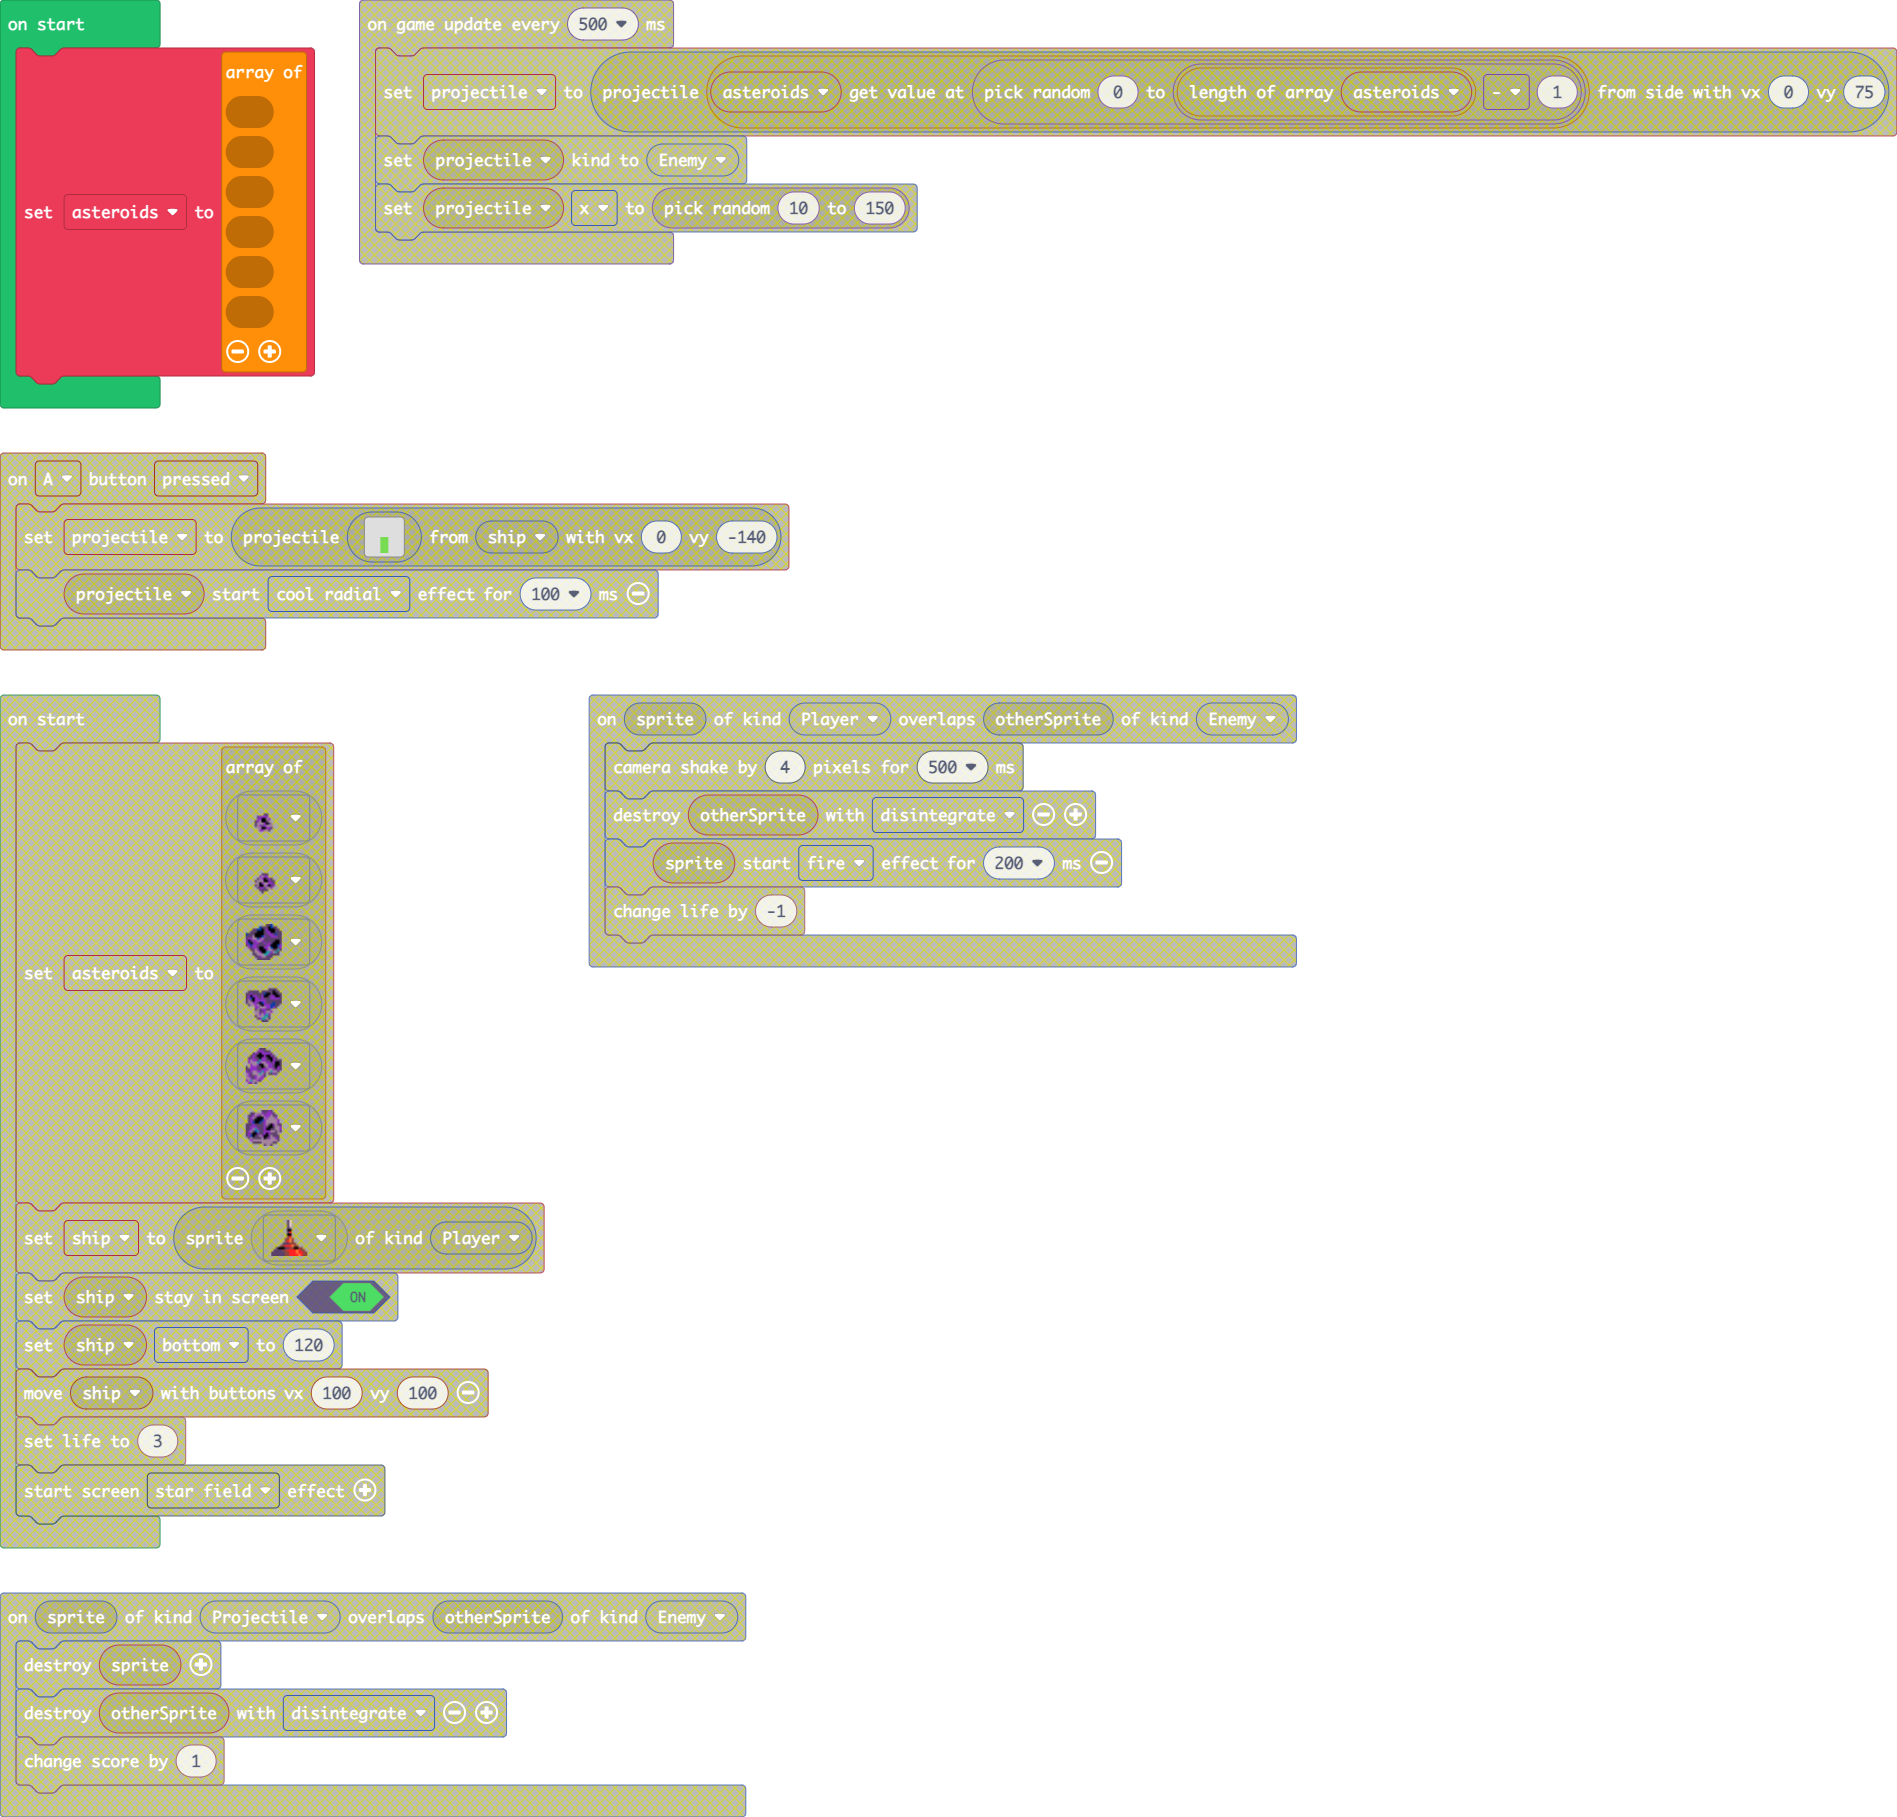 on start
array of
set asteroids to
on game update every 500 ms
set projectile to projectile asteroids get value at pick random 0 to length of array asteroids - 1 from side with vx 0 vy 75
set projectile kind to Enemy
set projectile x to pick random 10 to 150
on A button pressed
set projectile to projectile from ship with vx 0 vy -140
projectile start cool radial effect for 100 ms
on start
array of
set asteroids to
set ship to sprite of kind Player
set ship stay in screen ON
set ship bottom to 120
move ship with buttons vx 100 vy 100
set life to 3
start screen star field effect
on sprite of kind Player overlaps otherSprite of kind Enemy
camera shake by 4 pixels for 500 ms
destroy otherSprite with disintegrate
sprite start fire effect for 200 ms
change life by -1
on sprite of kind Projectile overlaps otherSprite of kind Enemy
destroy sprite
destroy otherSprite with disintegrate
change score by 1